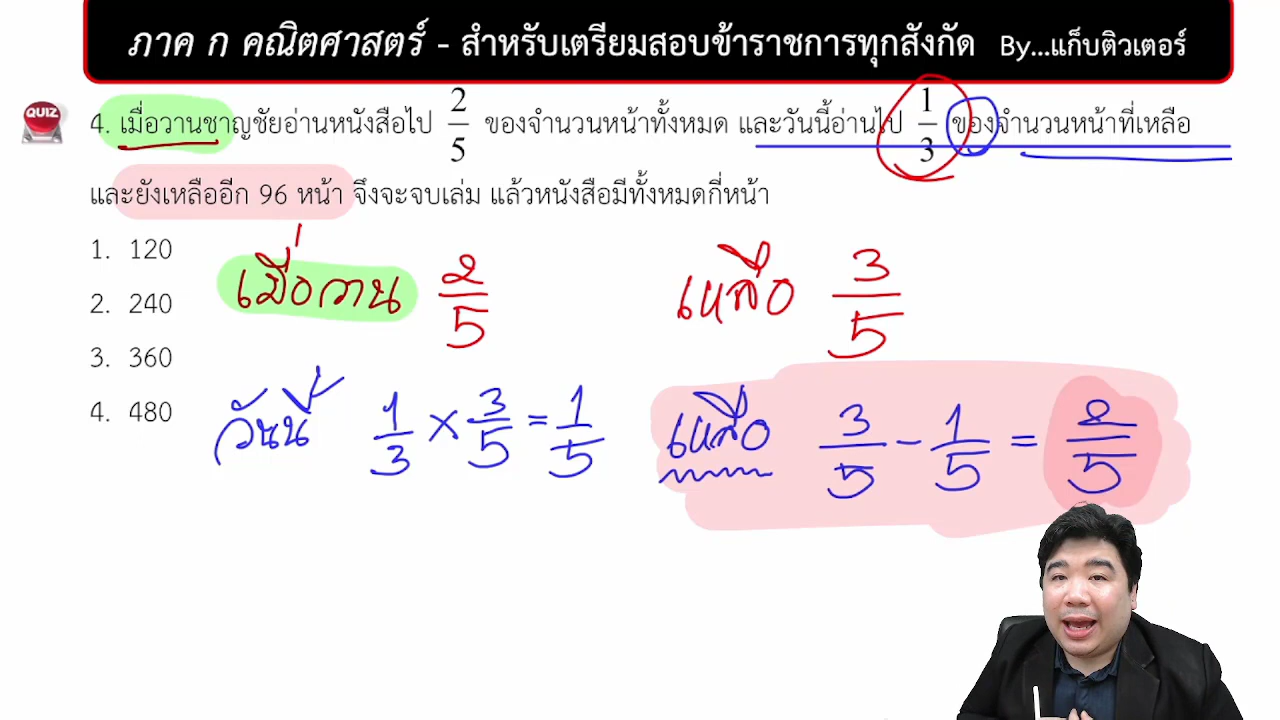 ภาค ก คณิตศาสตร์ - สำหรับเตรียมสอบข้าราชการทุกสังกัด By...แก็บติวเตอร์
QUIZ
4. เมื่อวานชาญชัยอ่านหนังสือไป 2/5 ของจำนวนหน้าทั้งหมด และวันนี้อ่านไป 1/3 ของจำนวนหน้าที่เหลือ
และยังเหลืออีก 96 หน้า จึงจะจบเล่ม แล้วหนังสือมีทั้งหมดกี่หน้า
1. 120
2. 240
3. 360
4. 480
เมื่อวาน 2/5 เหลือ 3/5
วันนี้ 1/3 × 3/5 = 1/5 เหลือ 3/5 - 1/5 = 2/5